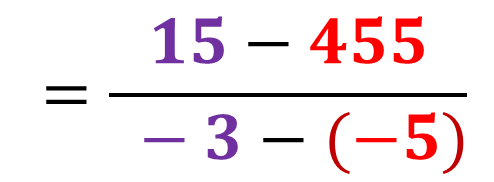 = 15 − 455
− 3 − (−5)